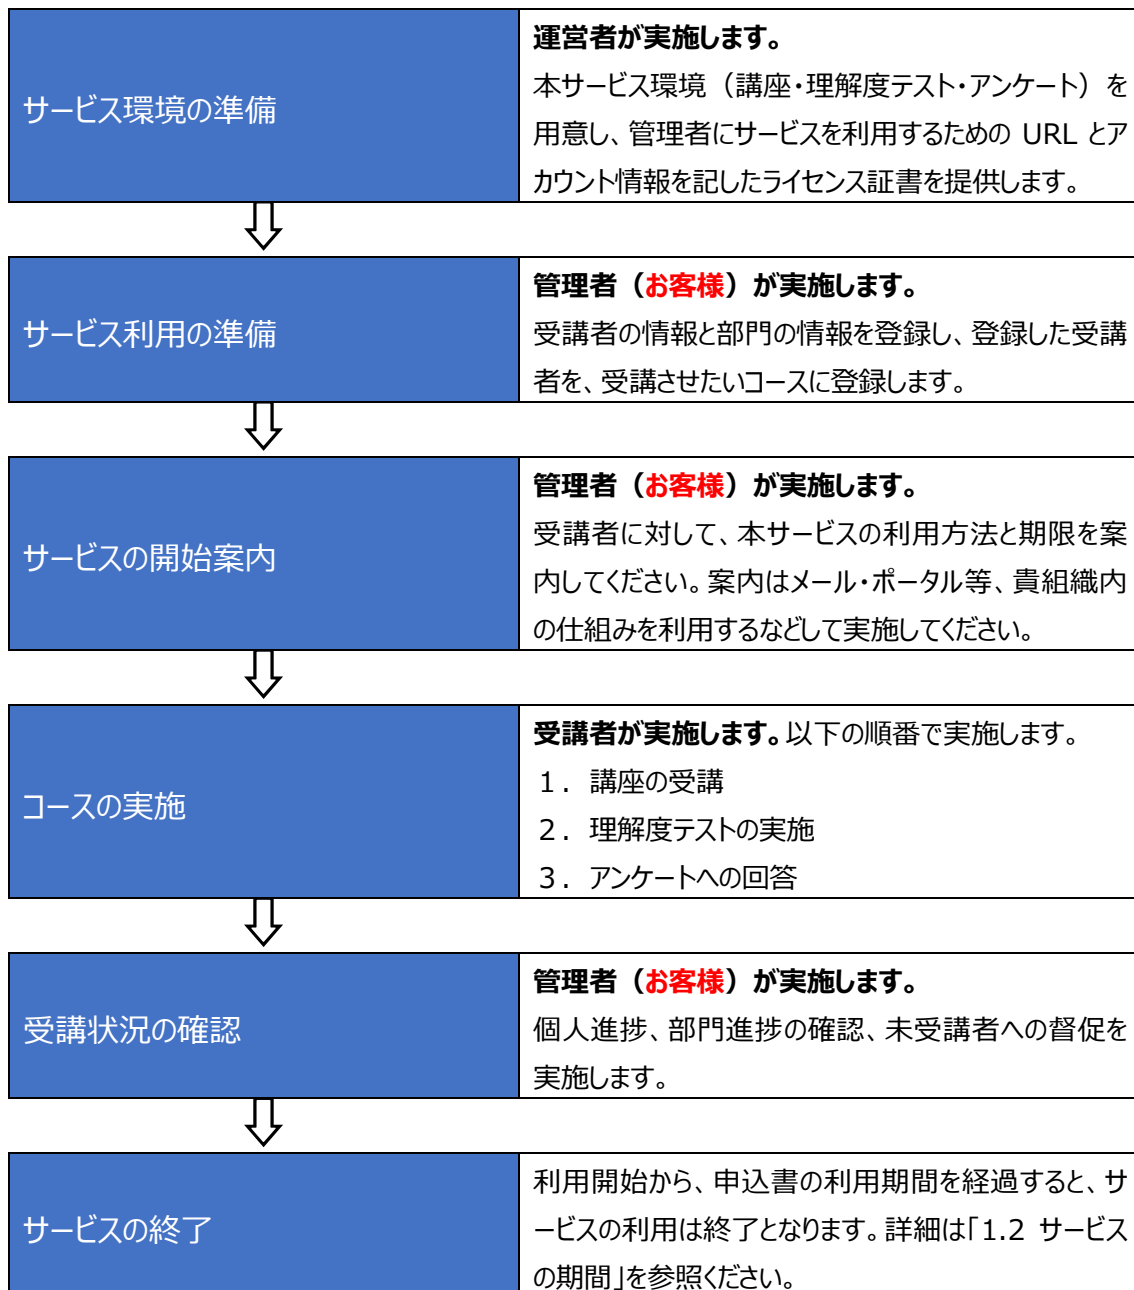 サービス環境の準備
運営者が実施します。
本サービス環境（講座・理解度テスト・アンケート）を
用意し、管理者にサービスを利用するための URL とア
カウント情報を記したライセンス証書を提供します。
サービス利用の準備
管理者（お客様）が実施します。
受講者の情報と部門の情報を登録し、登録した受講
者を、受講させたいコースに登録します。
サービスの開始案内
管理者（お客様）が実施します。
受講者に対して、本サービスの利用方法と期限を案
内してください。案内はメール・ポータル等、貴組織内
の仕組みを利用するなどして実施してください。
コースの実施
受講者が実施します。以下の順番で実施します。
１．講座の受講
２．理解度テストの実施
３．アンケートへの回答
受講状況の確認
管理者（お客様）が実施します。
個人進捗、部門進捗の確認、未受講者への督促を
実施します。
サービスの終了
利用開始から、申込書の利用期間を経過すると、サ
ービスの利用は終了となります。詳細は「1.2 サービス
の期間」を参照ください。